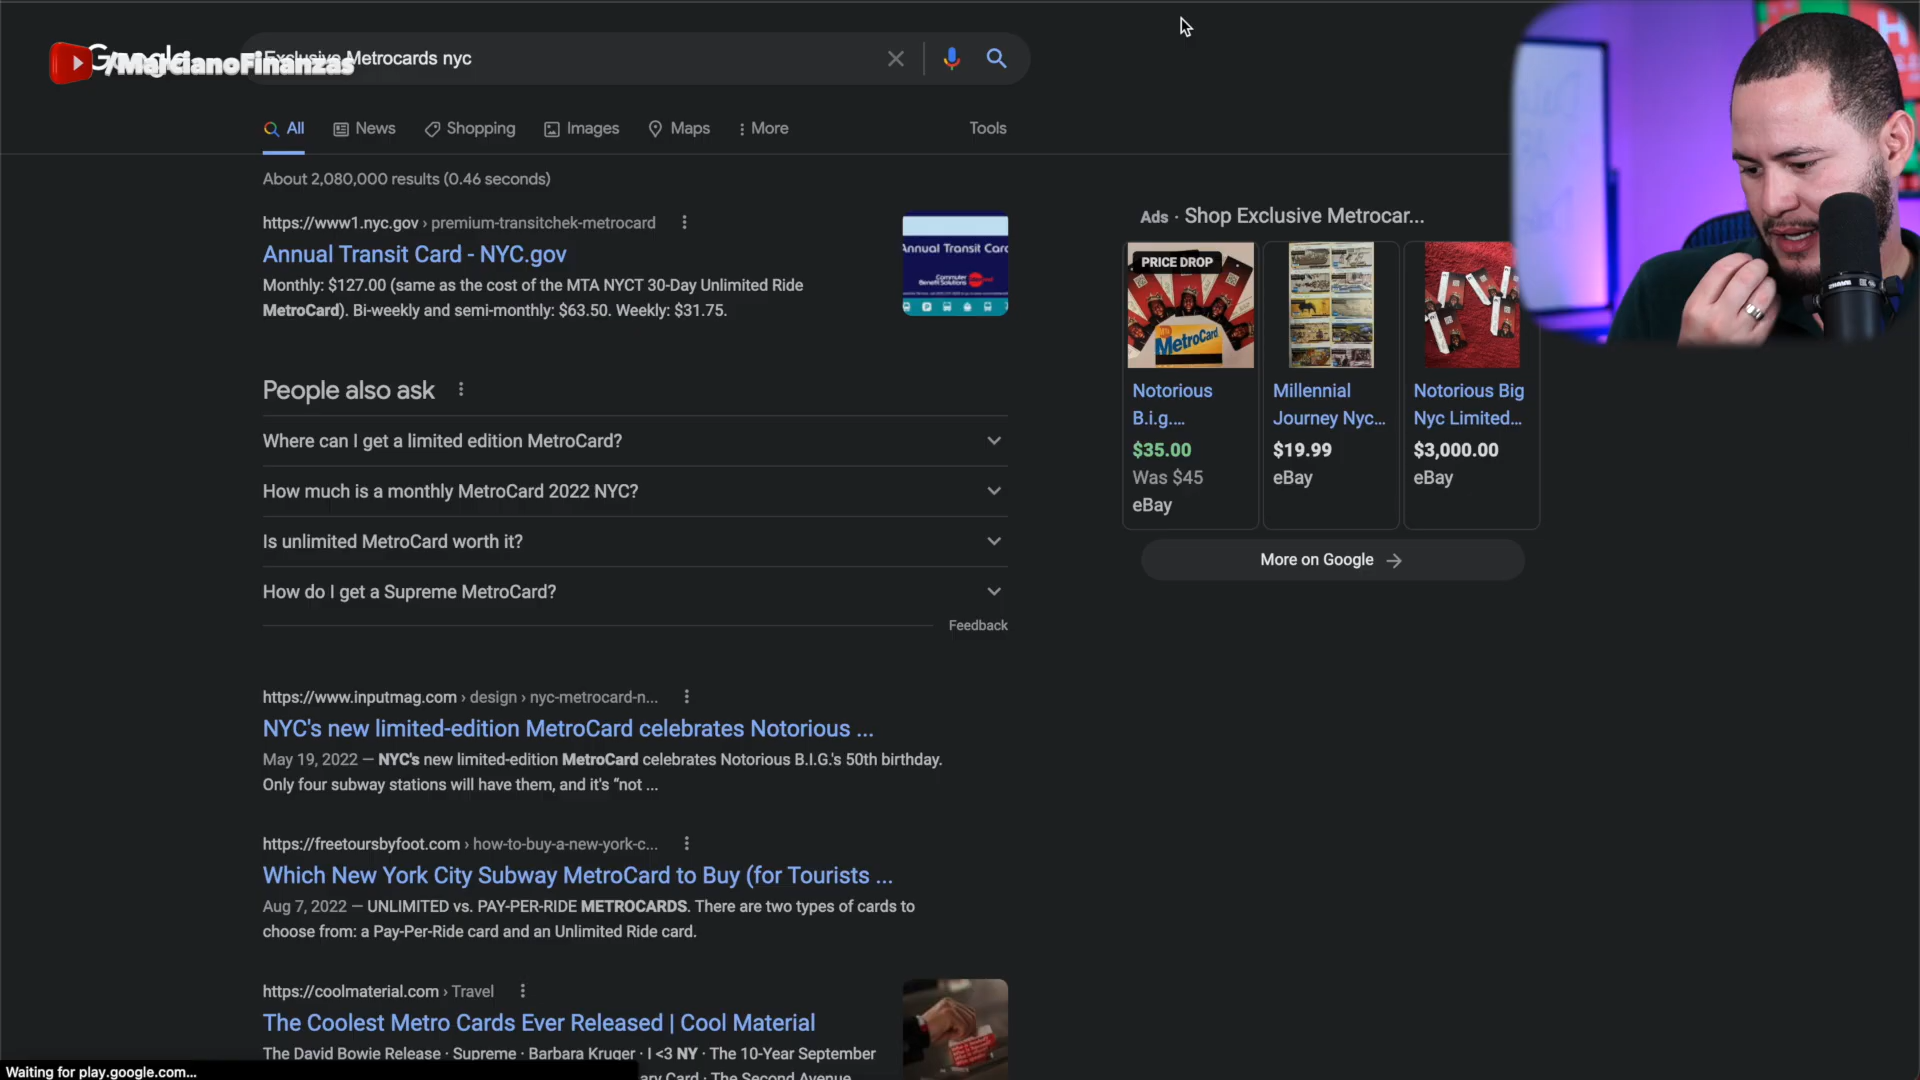 Google
/MarcianoFinanzas
Exclusive Metrocards nyc
All
News
Shopping
Images
Maps
More
Tools
About 2,080,000 results (0.46 seconds)
https://www1.nyc.gov › premium-transitchek-metrocard
Annual Transit Card - NYC.gov
Monthly: $127.00 (same as the cost of the MTA NYCT 30-Day Unlimited Ride
MetroCard). Bi-weekly and semi-monthly: $63.50. Weekly: $31.75.
Annual Transit Card
People also ask
Where can I get a limited edition MetroCard?
How much is a monthly MetroCard 2022 NYC?
Is unlimited MetroCard worth it?
How do I get a Supreme MetroCard?
Feedback
https://www.inputmag.com › design › nyc-metrocard-n...
NYC's new limited-edition MetroCard celebrates Notorious ...
May 19, 2022 — NYC's new limited-edition MetroCard celebrates Notorious B.I.G.'s 50th birthday.
Only four subway stations will have them, and it's “not ...
https://freetoursbyfoot.com › how-to-buy-a-new-york-c...
Which New York City Subway MetroCard to Buy (for Tourists ...
Aug 7, 2022 — UNLIMITED vs. PAY-PER-RIDE METROCARDS. There are two types of cards to
choose from: a Pay-Per-Ride card and an Unlimited Ride card.
https://coolmaterial.com › Travel
The Coolest Metro Cards Ever Released | Cool Material
The David Bowie Release · Supreme · Barbara Kruger · I <3 NY · The 10-Year September
ary Card · The Second Avenue
Ads · Shop Exclusive Metrocar...
PRICE DROP
MetroCard
Notorious
B.i.g....
$35.00
Was $45
eBay
Millennial
Journey Nyc...
$19.99
eBay
Notorious Big
Nyc Limited...
$3,000.00
eBay
More on Google
Waiting for play.google.com...